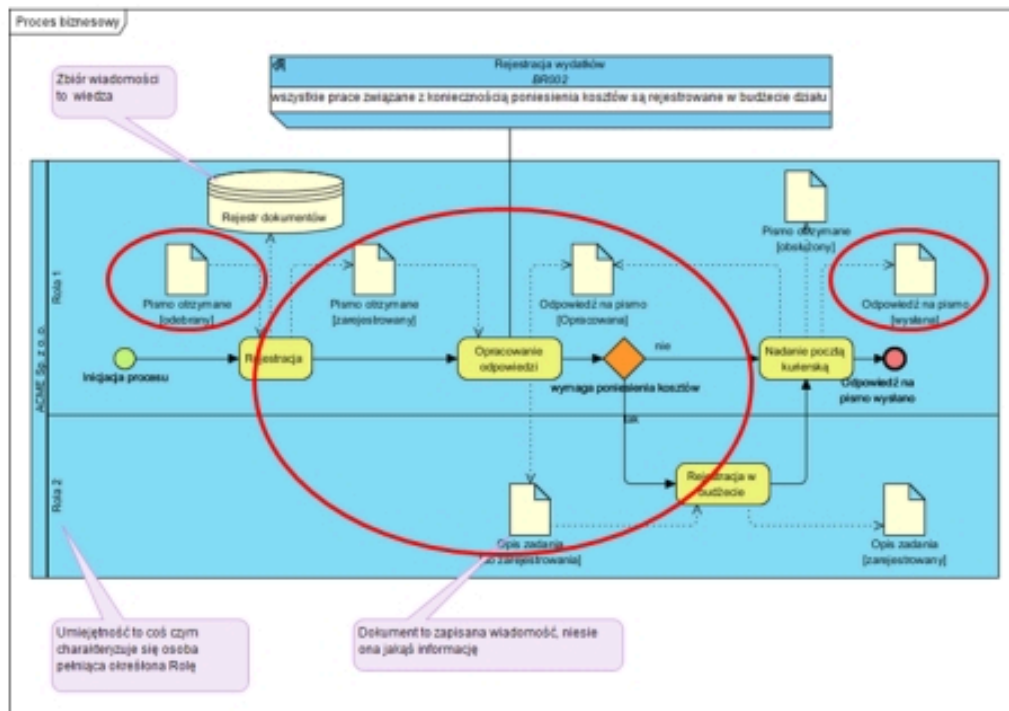 Proces biznesowy
Rejestracja wydatków
BR002
wszystkie prace związane z koniecznością poniesienia kosztów są rejestrowane w budżecie działu
Zbiór wiadomości
to wiedza
ACME Sp. z o. o.
Rola 1
Rejestr dokumentów
Pismo otrzymane
[odebrany]
Pismo otrzymane
[zarejestrowany]
Odpowiedź na pismo
[Opracowana]
Pismo otrzymane
[obsłużony]
Odpowiedź na pismo
[wysłana]
Inicjacja procesu
Rejestracja
Opracowanie
odpowiedzi
nie
wymaga poniesienia kosztów
tak
Nadanie pocztą
kurierską
Odpowiedź na
pismo wysłano
Rola 2
Rejestracja w
budżecie
Opis zadania
[do zarejestrowania]
Opis zadania
[zarejestrowany]
Umiejętność to coś czym
charakteryzuje się osoba
pełniąca określona Rolę
Dokument to zapisana wiadomość, niesie
ona jakąś informację